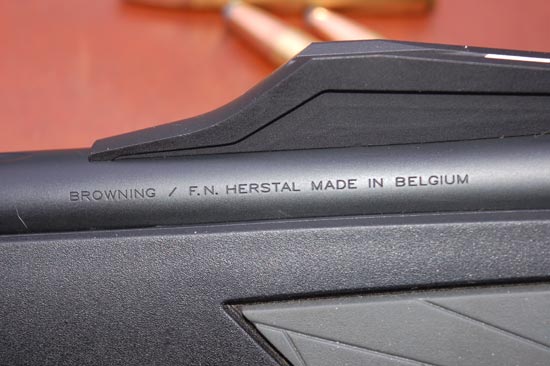 BROWNING / F.N. HERSTAL MADE IN BELGIUM